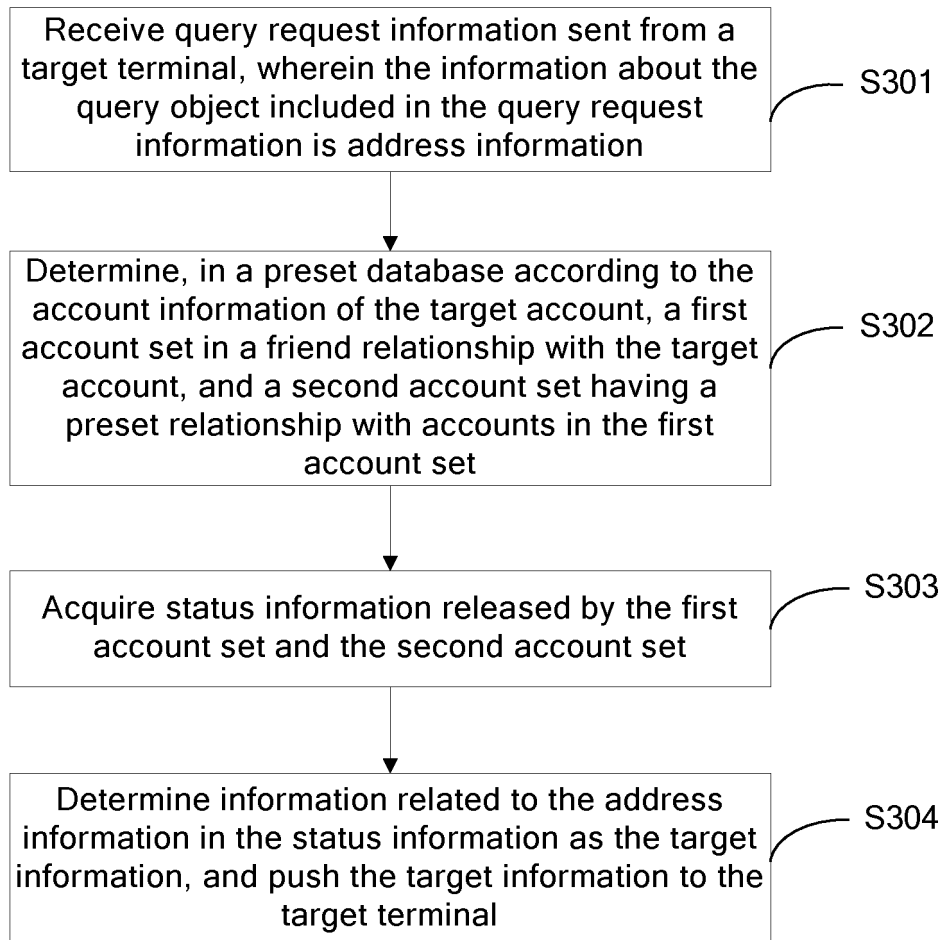 Receive query request information sent from a
target terminal, wherein the information about the
query object included in the query request
information is address information
S301
Determine, in a preset database according to the
account information of the target account, a first
account set in a friend relationship with the target
account, and a second account set having a
preset relationship with accounts in the first
account set
S302
Acquire status information released by the first
account set and the second account set
S303
Determine information related to the address
information in the status information as the target
information, and push the target information to the
target terminal
S304